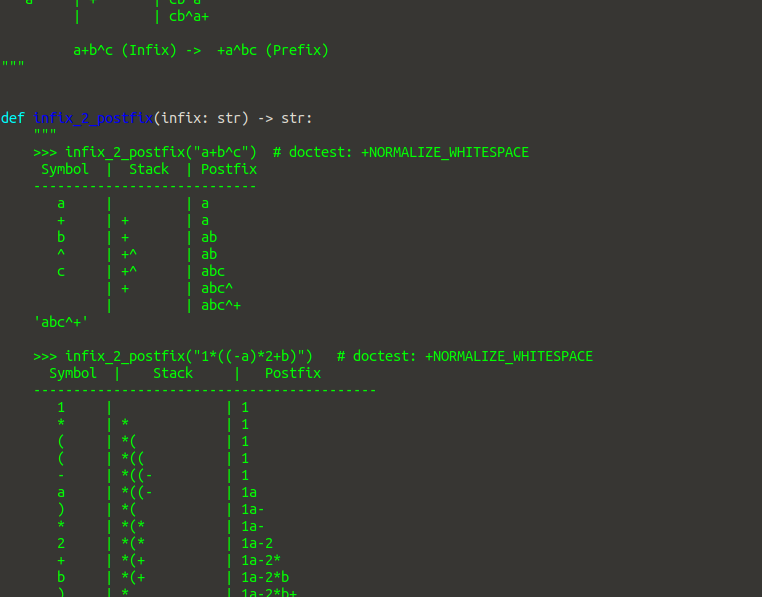 a | + | cb^a
| | cb^a+
a+b^c (Infix) -> +a^bc (Prefix)
"""
def infix_2_postfix(infix: str) -> str:
"""
>>> infix_2_postfix("a+b^c") # doctest: +NORMALIZE_WHITESPACE
Symbol | Stack | Postfix
----------------------------
a | | a
+ | + | a
b | + | ab
^ | +^ | ab
c | +^ | abc
| + | abc^
| | abc^+
'abc^+'
>>> infix_2_postfix("1*((-a)*2+b)") # doctest: +NORMALIZE_WHITESPACE
Symbol | Stack | Postfix
-------------------------------------------
1 | | 1
* | * | 1
( | *( | 1
( | *(( | 1
- | *((- | 1
a | *((- | 1a
) | *( | 1a-
* | *(* | 1a-
2 | *(* | 1a-2
+ | *(+ | 1a-2*
b | *(+ | 1a-2*b
) | * | 1a-2*b+